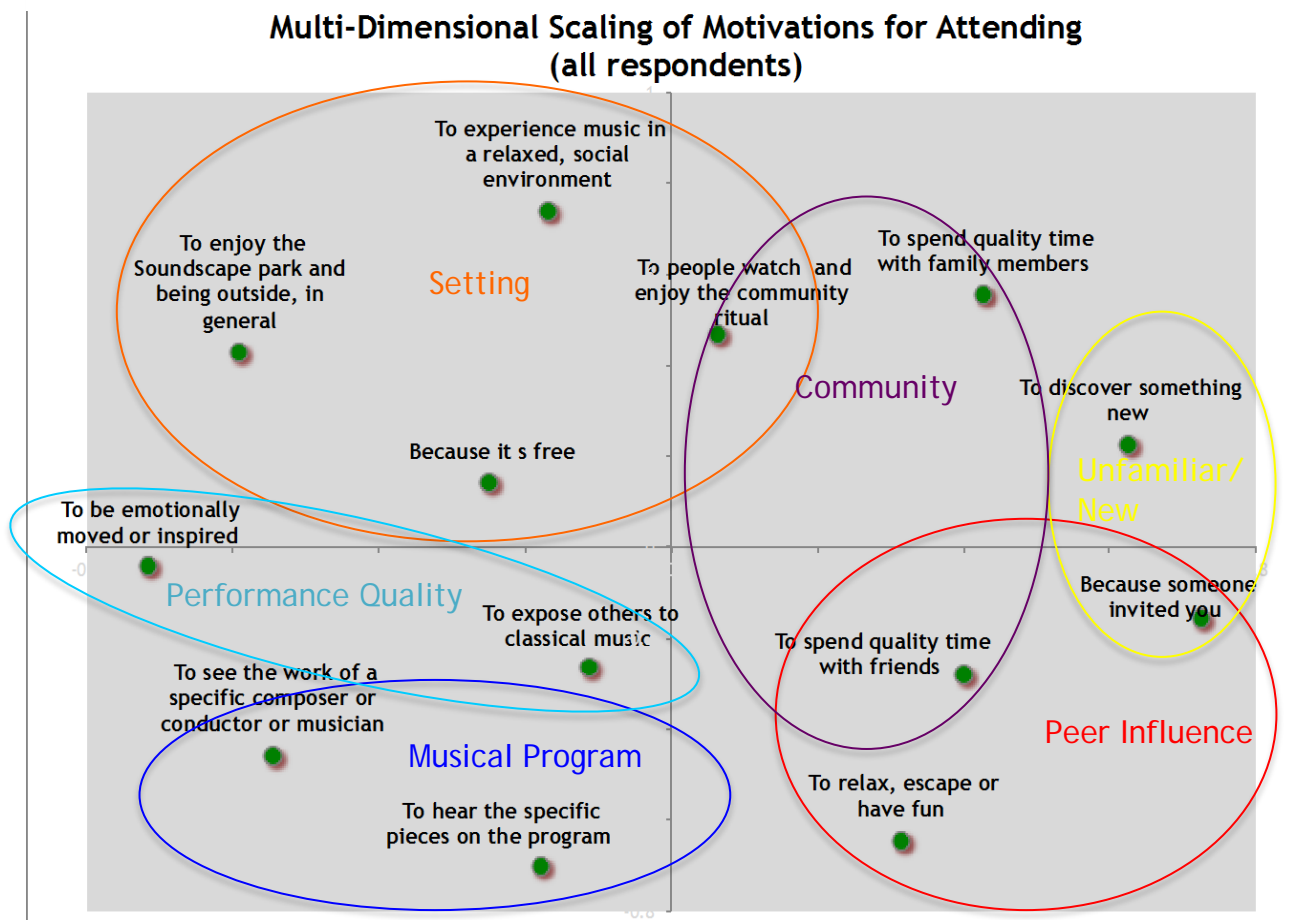 Multi-Dimensional Scaling of Motivations for Attending
(all respondents)
1
To experience music in
a relaxed, social
environment
To enjoy the
Soundscape park and
being outside, in
general
Setting
To people watch and
enjoy the community
ritual
To spend quality time
with family members
Community
To discover something
new
Unfamiliar/
New
Because it s free
To be emotionally
moved or inspired
Performance Quality
To expose others to
classical music
To see the work of a
specific composer or
conductor or musician
Musical Program
To hear the specific
pieces on the program
Because someone
invited you
To spend quality time
with friends
Peer Influence
To relax, escape or
have fun
-0.8